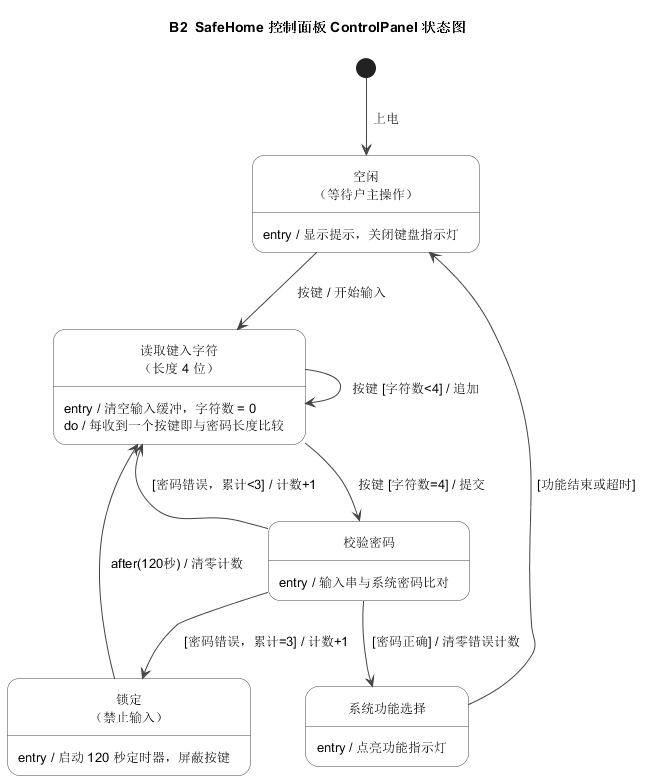 B2 SafeHome 控制面板 ControlPanel 状态图
上电
空闲
（等待户主操作）
entry / 显示提示，关闭键盘指示灯
按键 / 开始输入
读取键入字符
（长度 4 位）
entry / 清空输入缓冲，字符数 = 0
do / 每收到一个按键即与密码长度比较
按键 [字符数<4] / 追加
[密码错误，累计<3] / 计数+1
按键 [字符数=4] / 提交
[功能结束或超时]
校验密码
entry / 输入串与系统密码比对
after(120秒) / 清零计数
[密码错误，累计=3] / 计数+1
[密码正确] / 清零错误计数
锁定
（禁止输入）
entry / 启动 120 秒定时器，屏蔽按键
系统功能选择
entry / 点亮功能指示灯